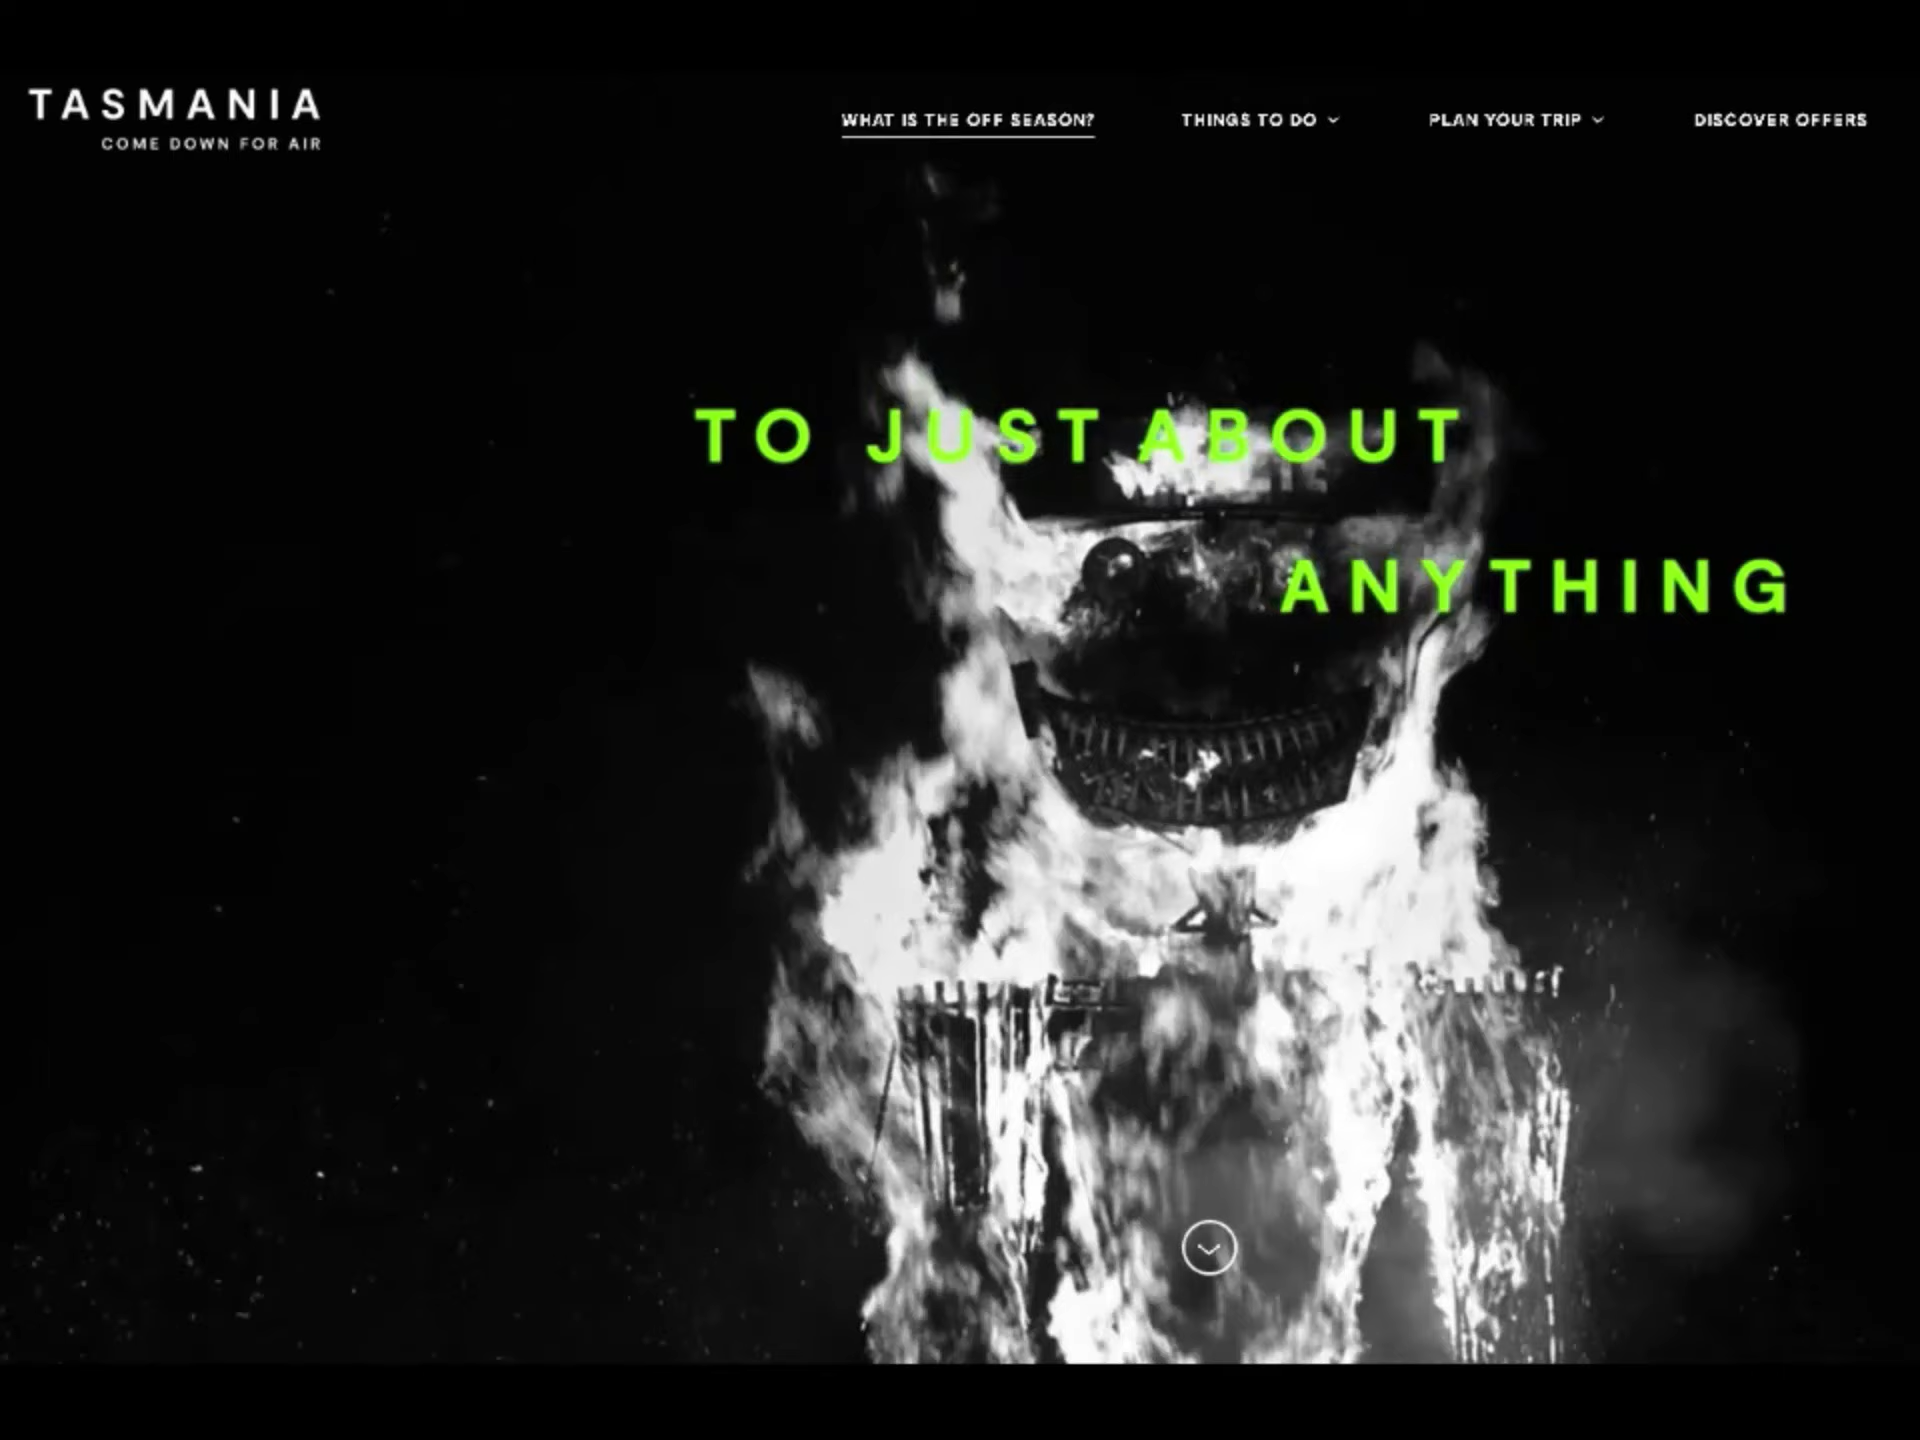 TASMANIA
COME DOWN FOR AIR
WHAT IS THE OFF SEASON?
THINGS TO DO
PLAN YOUR TRIP
DISCOVER OFFERS
TO JUST ABOUT
ANYTHING